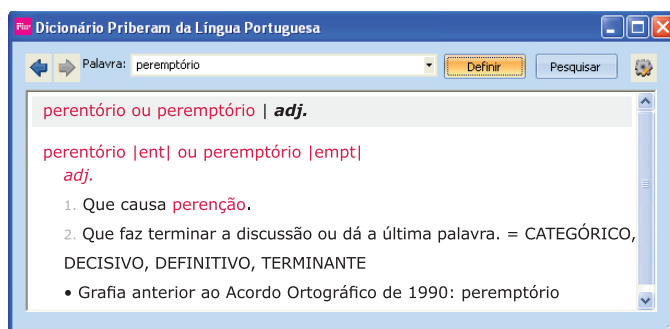 Flip Dicionário Priberam da Língua Portuguesa
Palavra: peremptório Definir Pesquisar
perentório ou peremptório | adj.
perentório |ent| ou peremptório |empt|
adj.
1. Que causa perenção.
2. Que faz terminar a discussão ou dá a última palavra. = CATEGÓRICO,
DECISIVO, DEFINITIVO, TERMINANTE
• Grafia anterior ao Acordo Ortográfico de 1990: peremptório